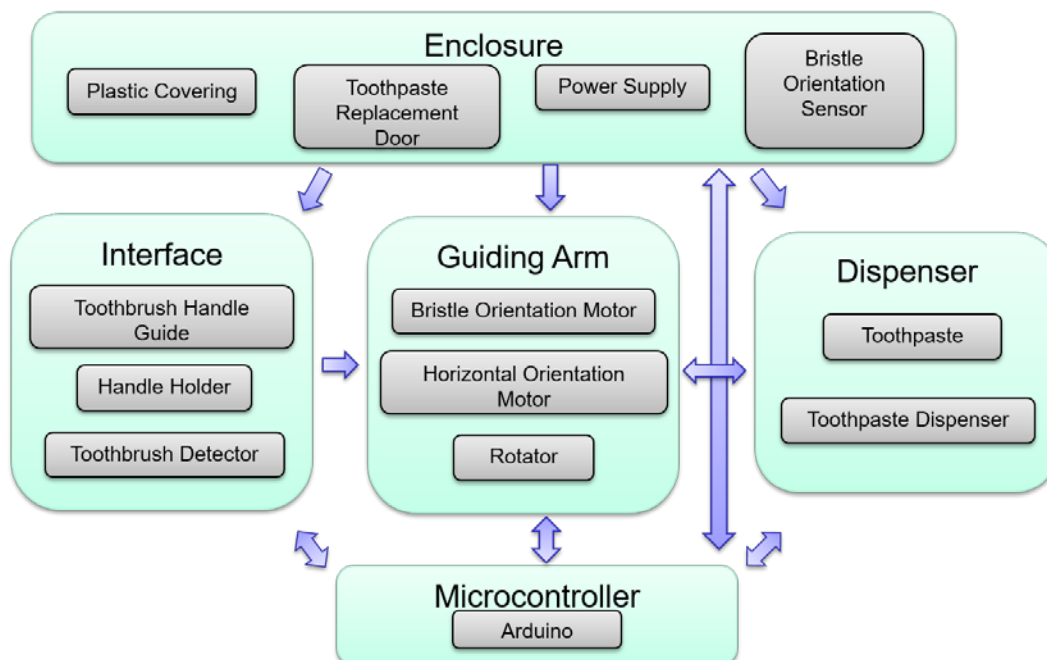 Enclosure
Plastic Covering
Toothpaste
Replacement
Door
Power Supply
Bristle
Orientation
Sensor
Interface
Toothbrush Handle
Guide
Handle Holder
Toothbrush Detector
Guiding Arm
Bristle Orientation Motor
Horizontal Orientation
Motor
Rotator
Dispenser
Toothpaste
Toothpaste Dispenser
Microcontroller
Arduino